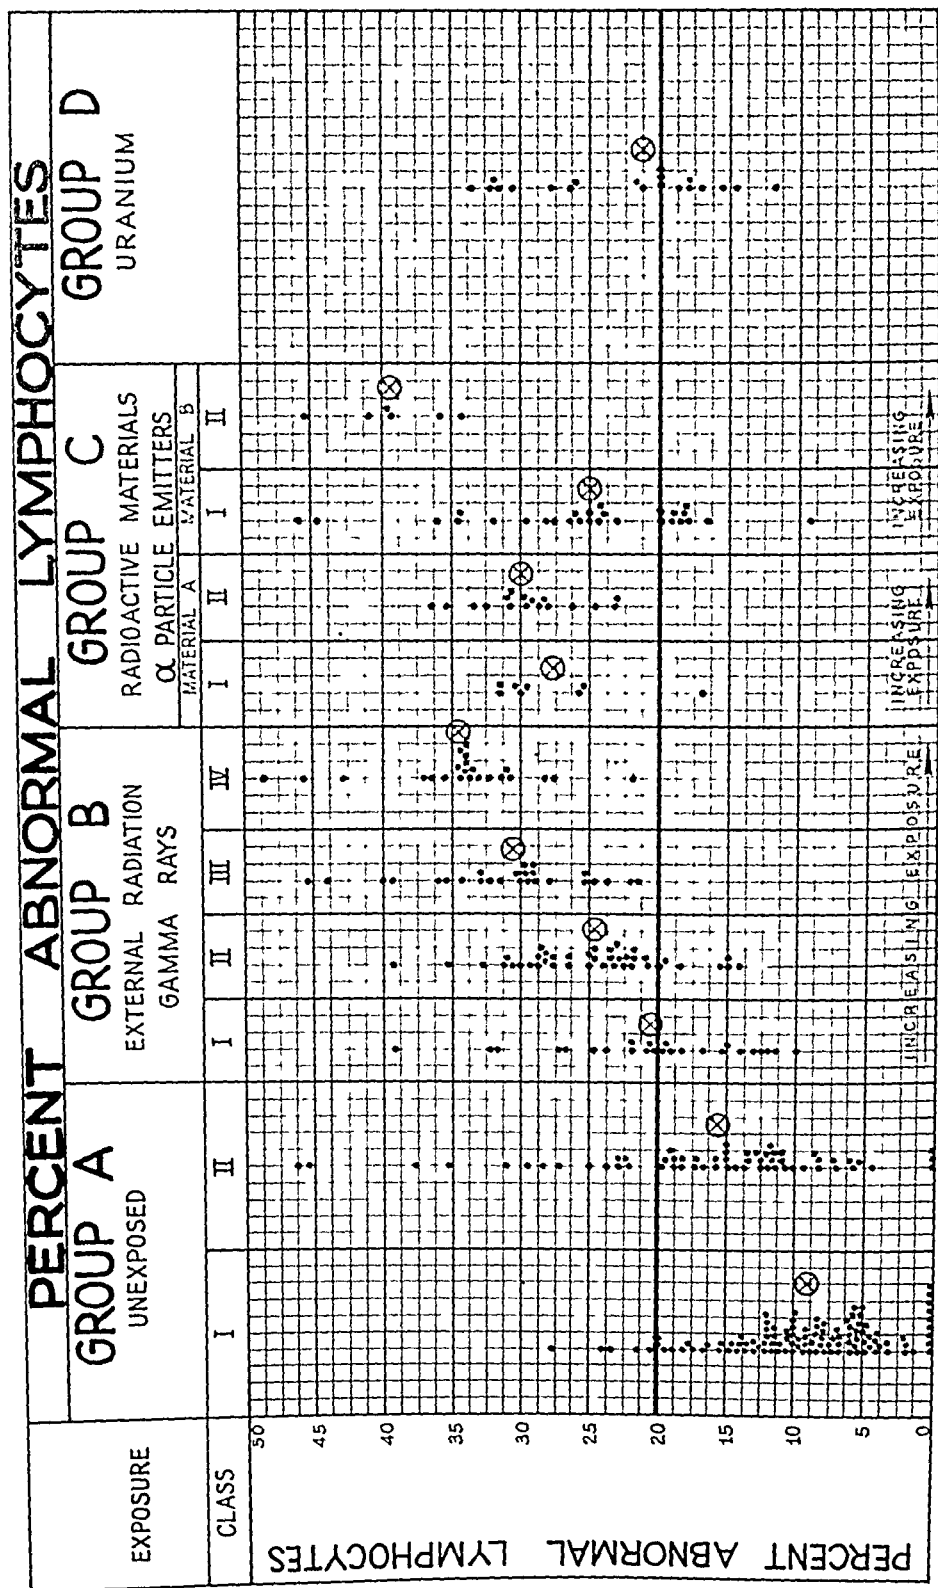 PERCENT ABNORMAL LYMPHOCYTES
EXPOSURE
GROUP A
UNEXPOSED
GROUP B
EXTERNAL RADIATION
GAMMA RAYS
GROUP C
RADIOACTIVE MATERIALS
α PARTICLE EMITTERS
MATERIAL A
MATERIAL B
GROUP D
URANIUM
CLASS
I
II
I
II
III
IV
I
II
I
II
PERCENT ABNORMAL LYMPHOCYTES
50
45
40
35
30
25
20
15
10
5
0
INCREASING EXPOSURE
INCREASING
EXPOSURE
INCREASING
EXPOSURE